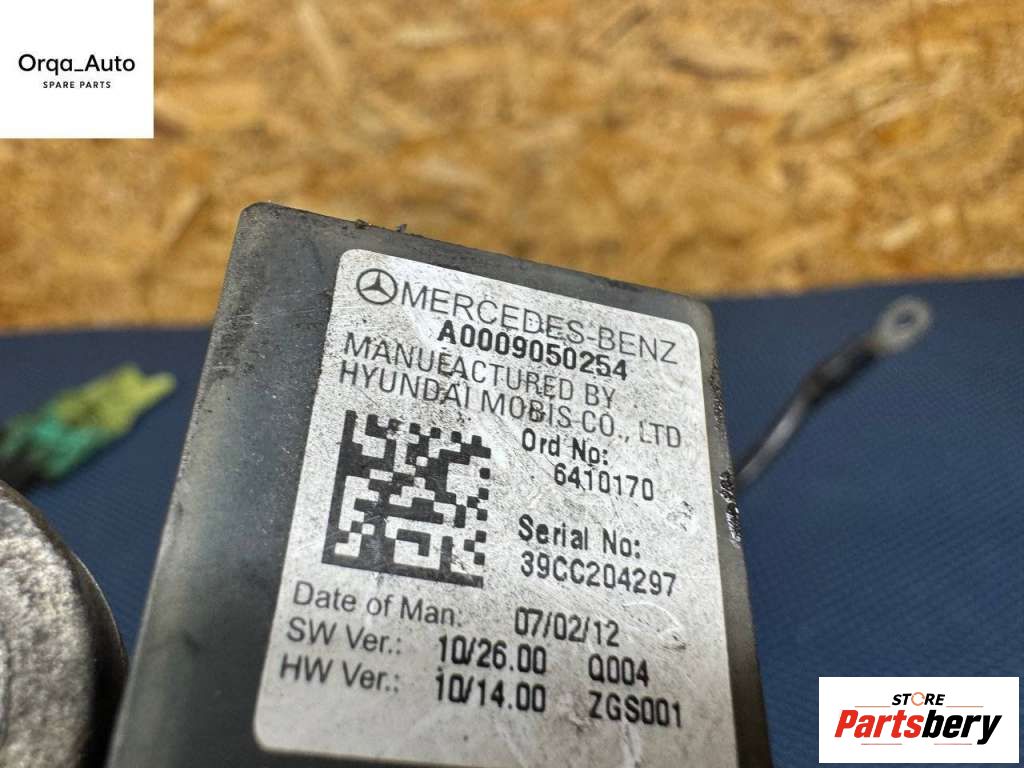 Orqa_Auto
SPARE PARTS
MERCEDES-BENZ
A0009050254
MANUFACTURED BY
HYUNDAI MOBIS CO., LTD
Ord No:
6410170
Serial No:
39CC204297
Date of Man: 07/02/12
SW Ver.: 10/26.00 Q004
HW Ver.: 10/14.00 ZGS001
STORE
Partsbery